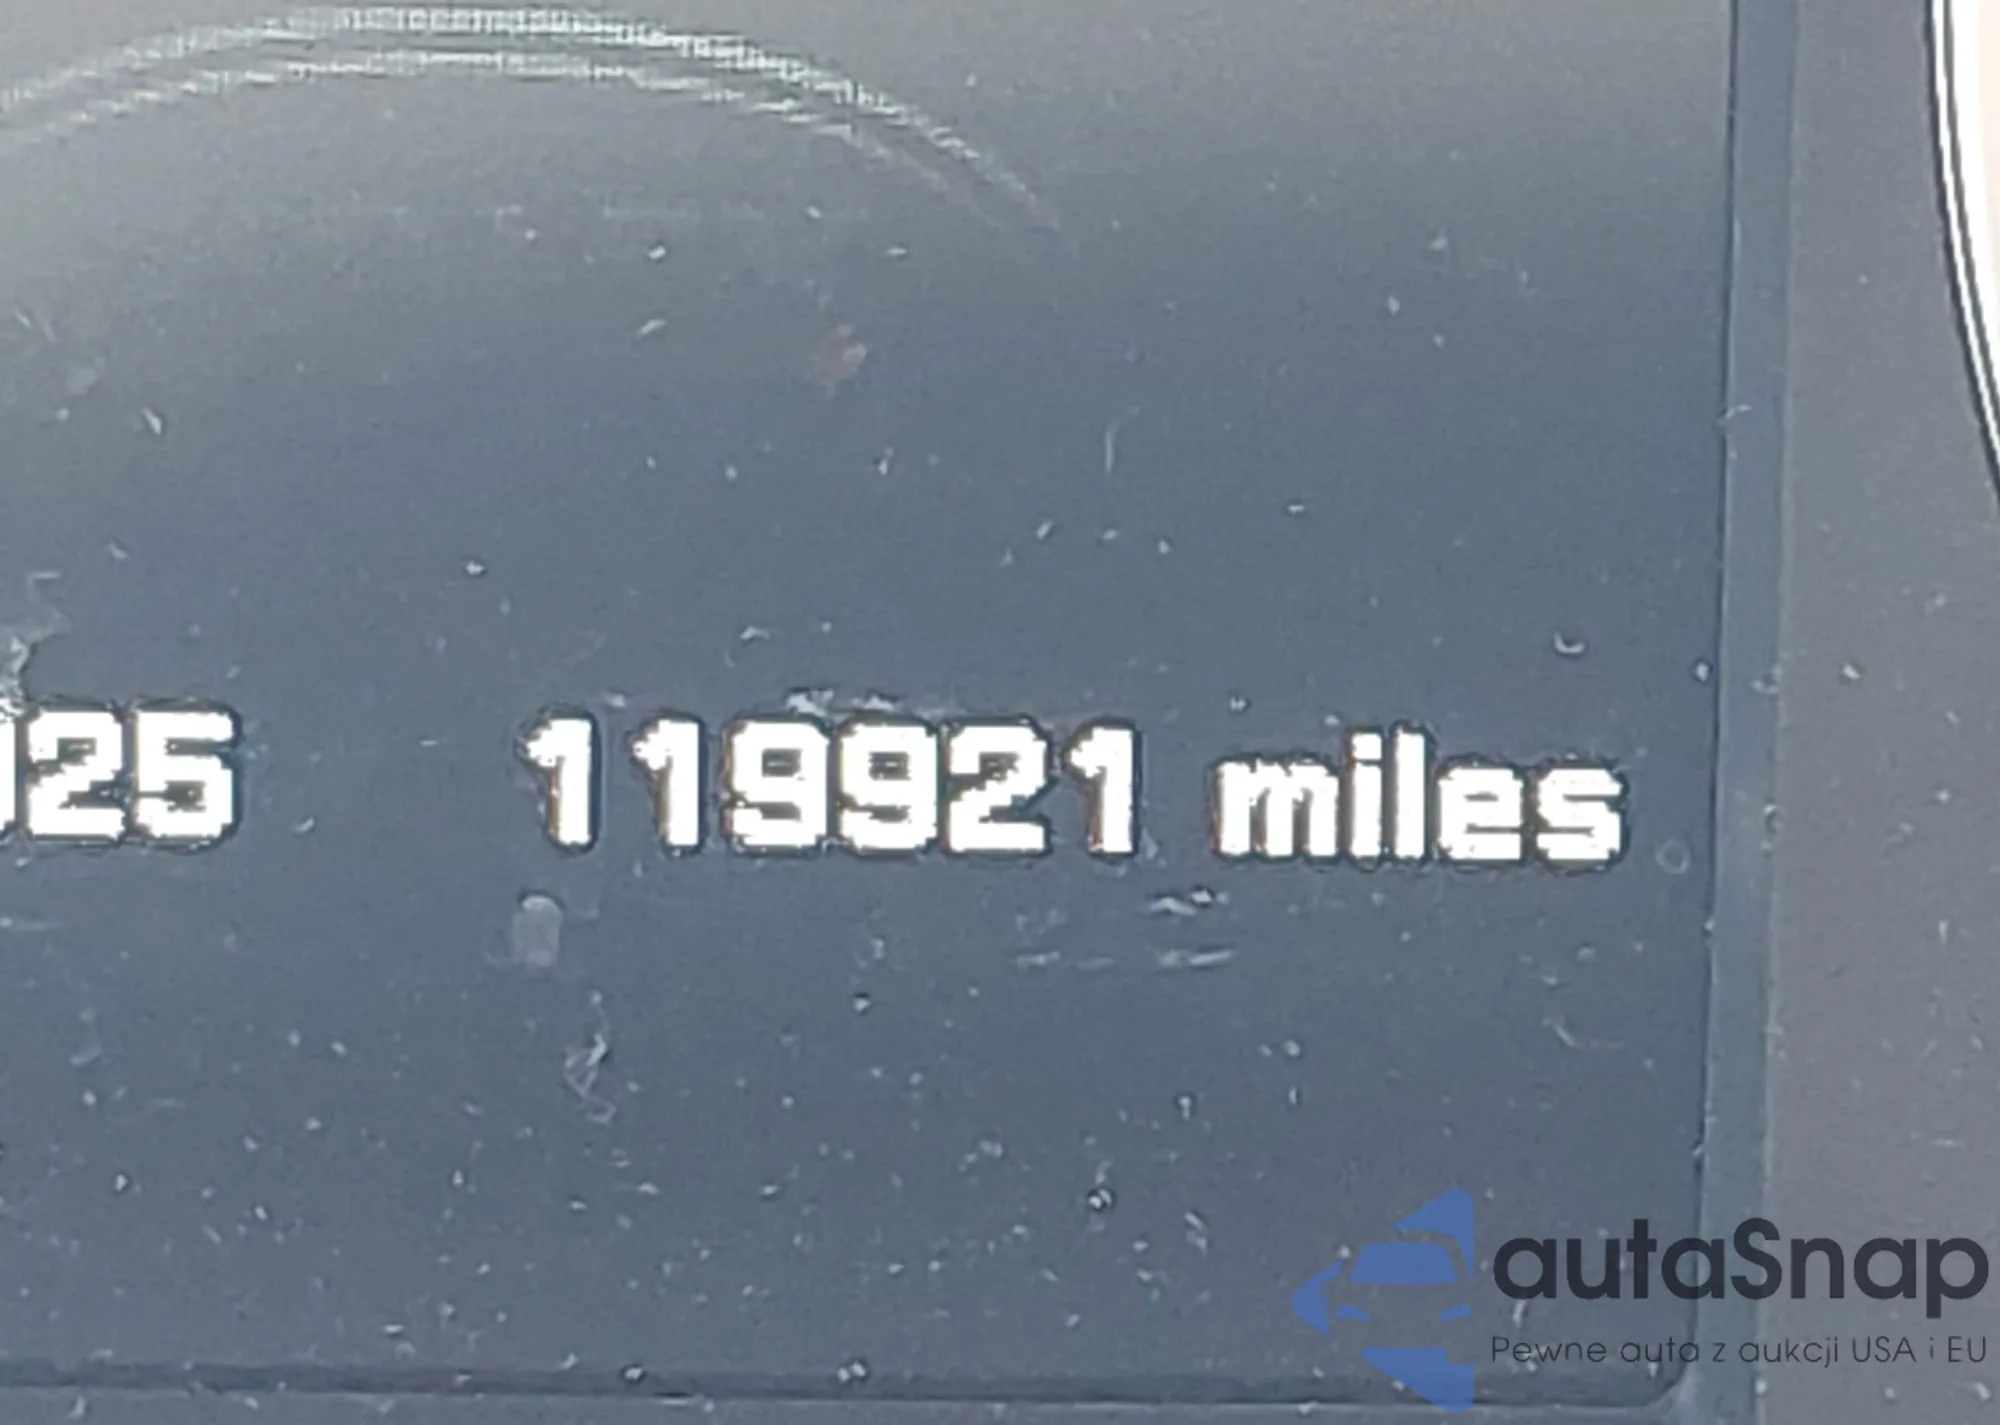 25 119921 miles
autaSnap
Pewne auta z aukcji USA i EU